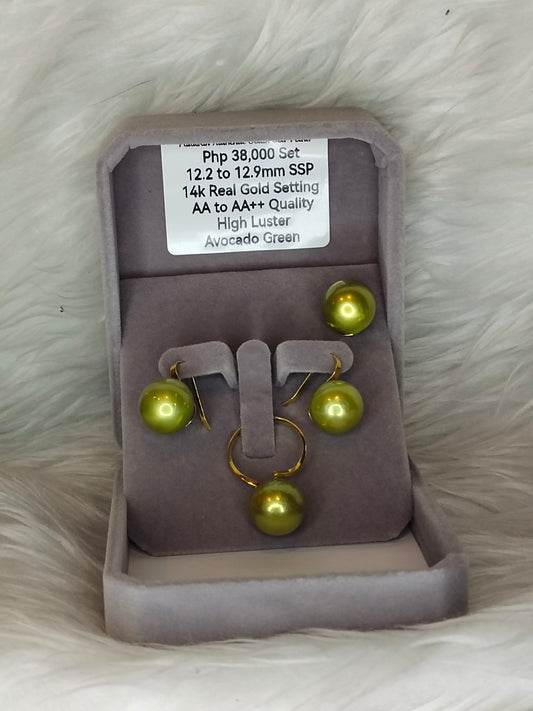 Php 38,000 Set
12.2 to 12.9mm SSP
14k Real Gold Setting
AA to AA++ Quality
High Luster
Avocado Green